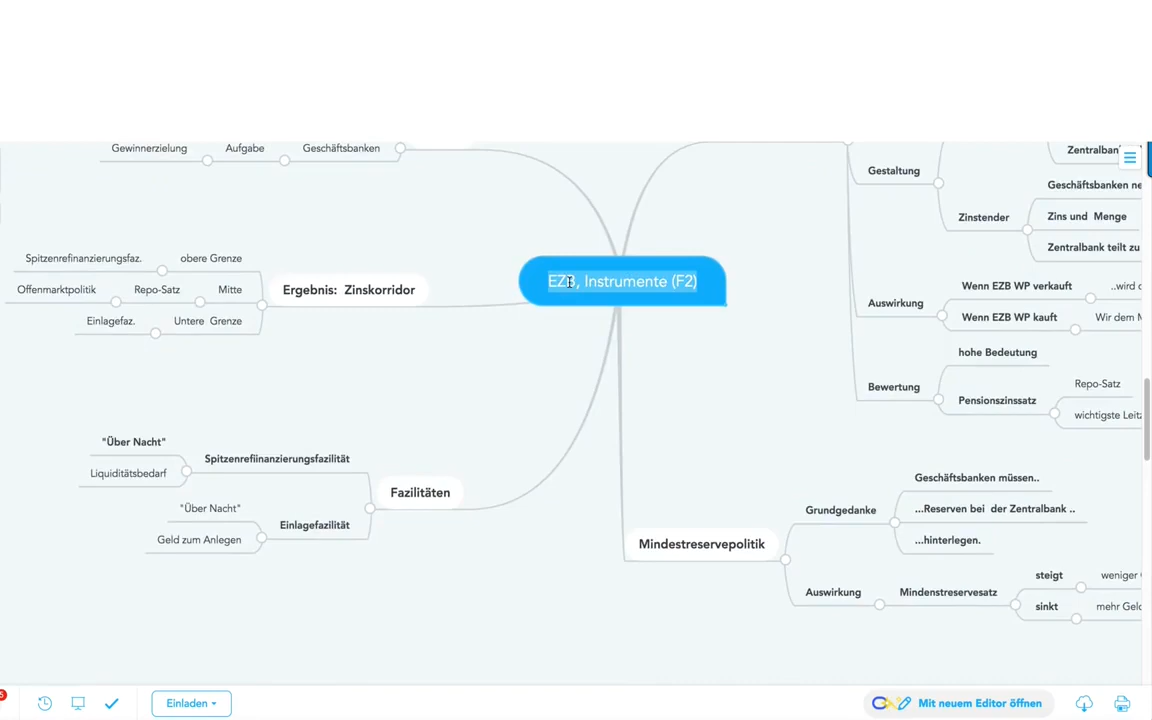 Gewinnerzielung
Aufgabe
Geschäftsbanken
Spitzenrefinanzierungsfaz.
obere Grenze
Offenmarktpolitik
Repo-Satz
Mitte
Einlagefaz.
Untere Grenze
Ergebnis: Zinskorridor
"Über Nacht"
Liquiditätsbedarf
Spitzenrefiinanzierungsfazilität
"Über Nacht"
Geld zum Anlegen
Einlagefazilität
Fazilitäten
EZB, Instrumente (F2)
Gestaltung
Zentralban
Zinstender
Geschäftsbanken ne
Zins und Menge
Zentralbank teilt zu
Auswirkung
Wenn EZB WP verkauft
..wird
Wenn EZB WP kauft
Wir dem
Bewertung
hohe Bedeutung
Pensionszinssatz
Repo-Satz
wichtigste Leitz
Mindestreservepolitik
Grundgedanke
Geschäftsbanken müssen..
...Reserven bei der Zentralbank ..
...hinterlegen.
Auswirkung
Mindenstreservesatz
steigt
weniger
sinkt
mehr Geld
5
Einladen
Mit neuem Editor öffnen